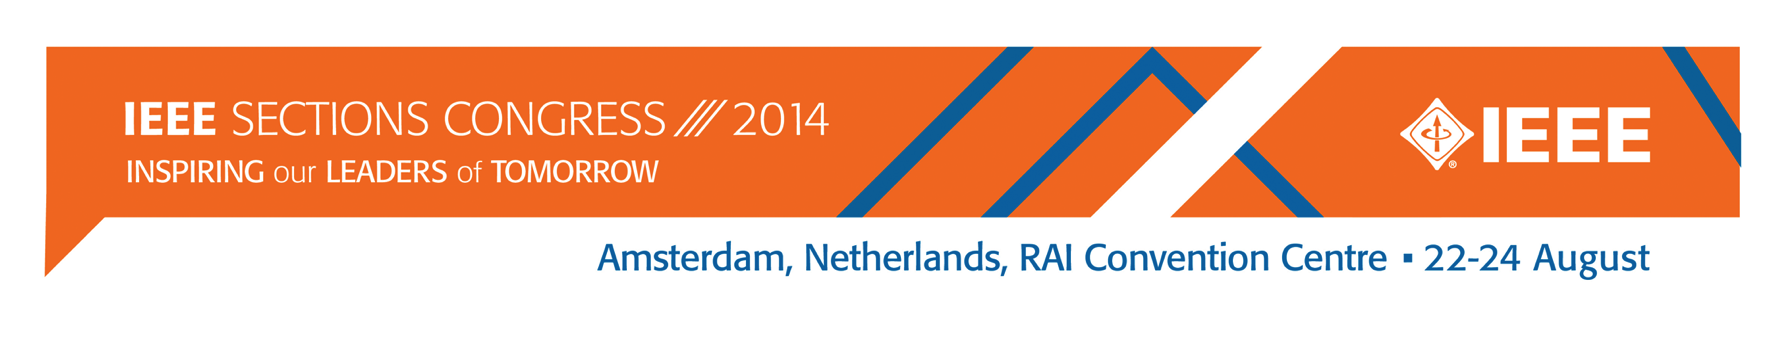 IEEE SECTIONS CONGRESS /// 2014
INSPIRING our LEADERS of TOMORROW
IEEE
®
Amsterdam, Netherlands, RAI Convention Centre ▪ 22-24 August